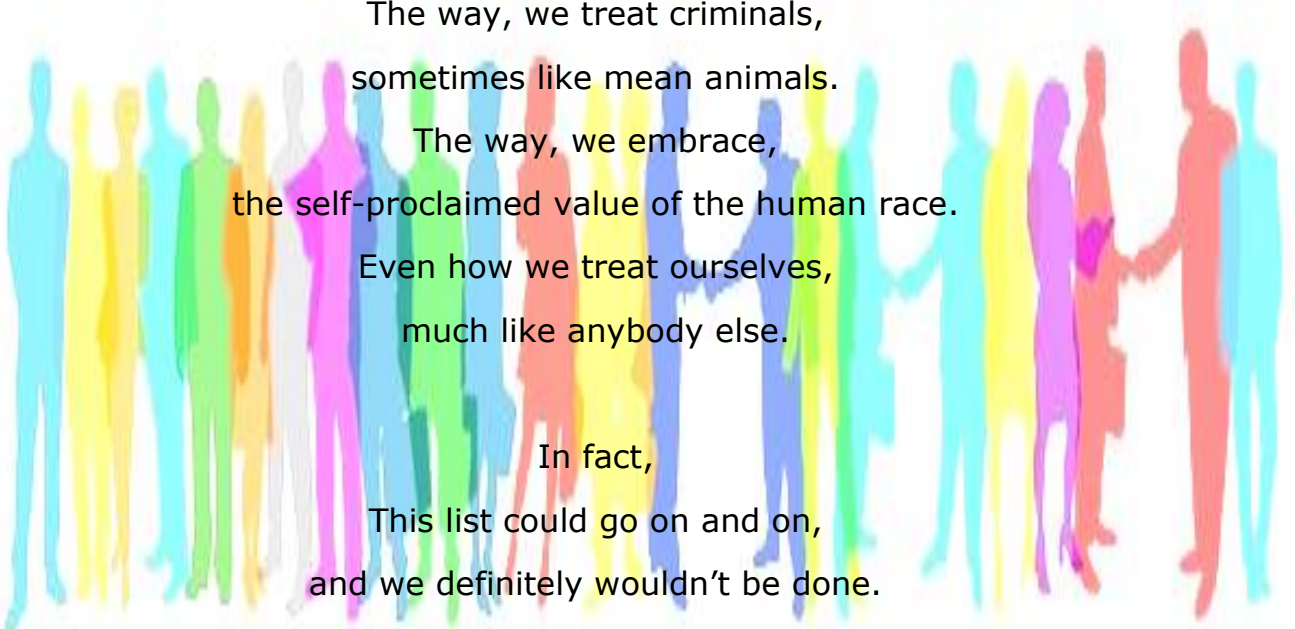 The way, we treat criminals,
sometimes like mean animals.
The way, we embrace,
the self-proclaimed value of the human race.
Even how we treat ourselves,
much like anybody else.
In fact,
This list could go on and on,
and we definitely wouldn’t be done.